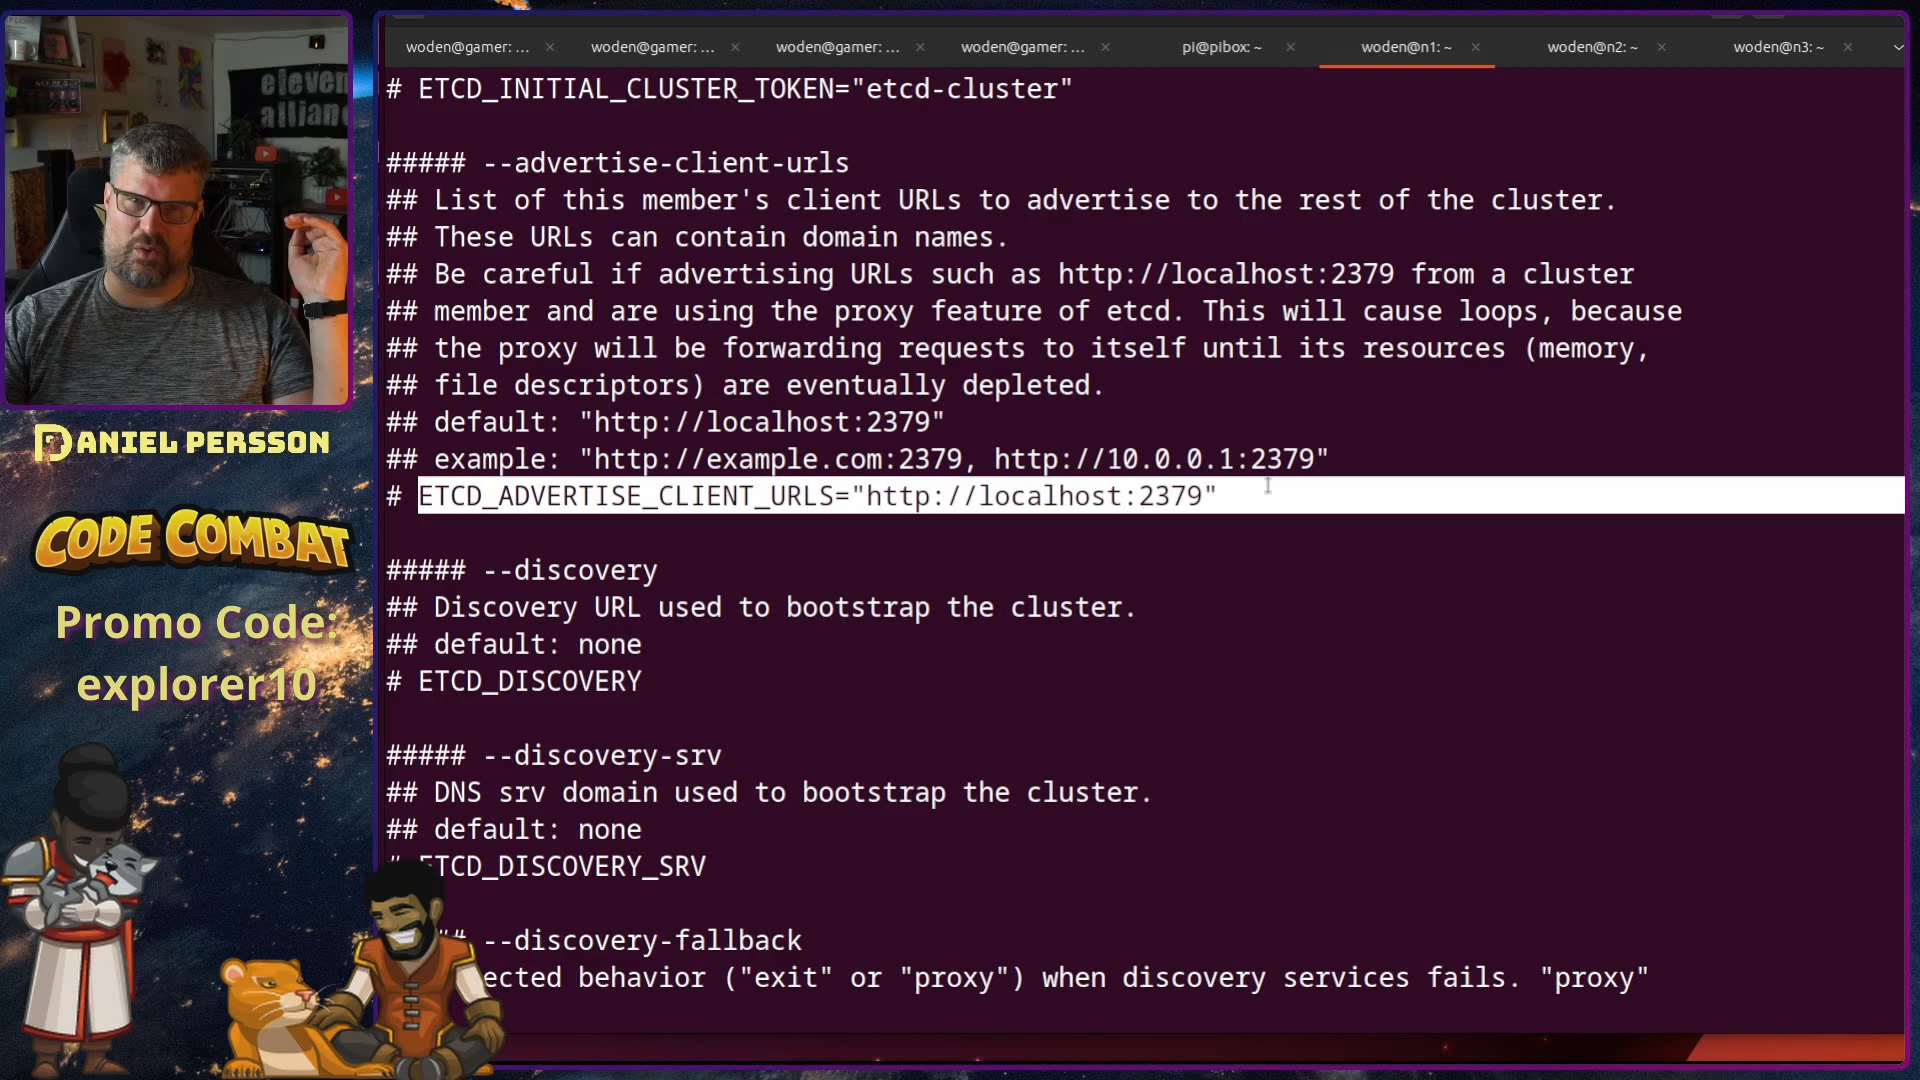 woden@gamer: ...
woden@gamer: ...
woden@gamer: ...
woden@gamer: ...
pi@pibox: ~
woden@n1: ~
woden@n2: ~
woden@n3: ~
eleven
alliance
DANIEL PERSSON
CODE COMBAT
Promo Code:
explorer10
# ETCD_INITIAL_CLUSTER_TOKEN="etcd-cluster"
##### --advertise-client-urls
## List of this member's client URLs to advertise to the rest of the cluster.
## These URLs can contain domain names.
## Be careful if advertising URLs such as http://localhost:2379 from a cluster
## member and are using the proxy feature of etcd. This will cause loops, because
## the proxy will be forwarding requests to itself until its resources (memory,
## file descriptors) are eventually depleted.
## default: "http://localhost:2379"
## example: "http://example.com:2379, http://10.0.0.1:2379"
# ETCD_ADVERTISE_CLIENT_URLS="http://localhost:2379"
##### --discovery
## Discovery URL used to bootstrap the cluster.
## default: none
# ETCD_DISCOVERY
##### --discovery-srv
## DNS srv domain used to bootstrap the cluster.
## default: none
# ETCD_DISCOVERY_SRV
## --discovery-fallback
ected behavior ("exit" or "proxy") when discovery services fails. "proxy"